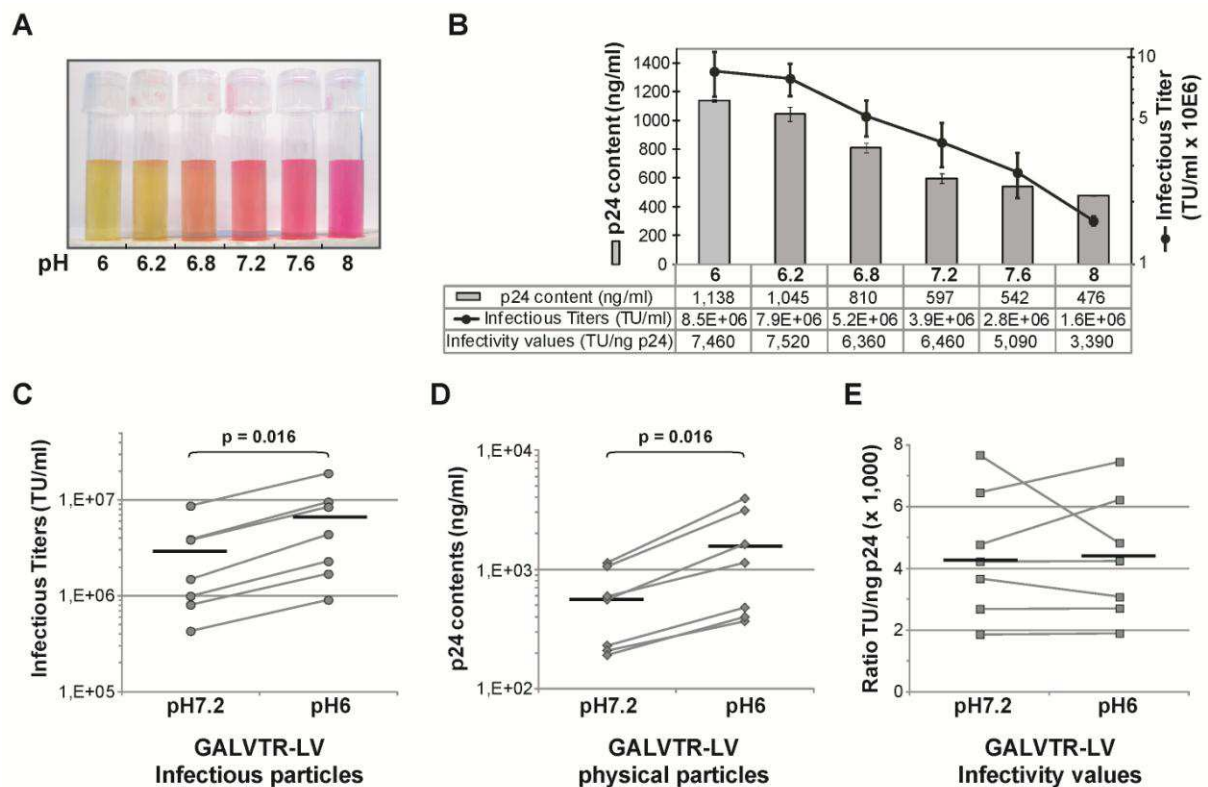 A
pH 6 6.2 6.8 7.2 7.6 8
B
p24 content (ng/ml)
1400
1200
1000
800
600
400
200
0
10
5
1
Infectious Titer
(TU/ml x 10E6)
6 6.2 6.8 7.2 7.6 8
p24 content (ng/ml) 1,138 1,045 810 597 542 476
Infectious Titers (TU/ml) 8.5E+06 7.9E+06 5.2E+06 3.9E+06 2.8E+06 1.6E+06
Infectivity values (TU/ng p24) 7,460 7,520 6,360 6,460 5,090 3,390
C
p = 0.016
Infectious Titers (TU/ml)
1,E+07
1,E+06
1,E+05
pH7.2 pH6
GALVTR-LV
Infectious particles
D
p = 0.016
p24 contents (ng/ml)
1,E+04
1,E+03
1,E+02
pH7.2 pH6
GALVTR-LV
physical particles
E
Ratio TU/ng p24 (x 1,000)
8
6
4
2
0
pH7.2 pH6
GALVTR-LV
Infectivity values